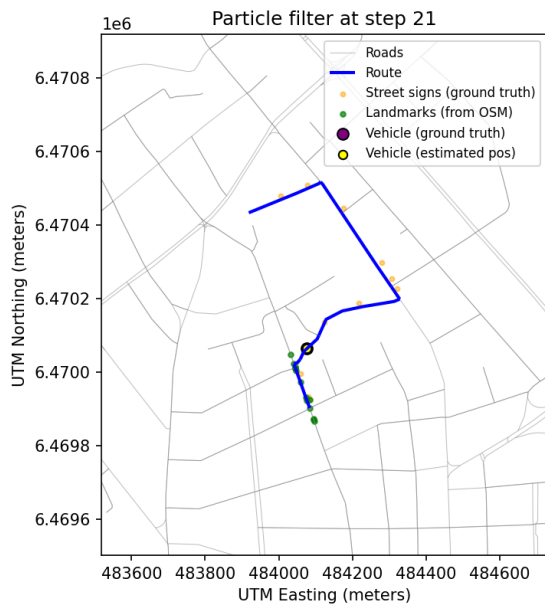 Particle filter at step 21
1e6
6.4708
6.4706
6.4704
6.4702
6.4700
6.4698
6.4696
UTM Northing (meters)
Roads
Route
Street signs (ground truth)
Landmarks (from OSM)
Vehicle (ground truth)
Vehicle (estimated pos)
483600 483800 484000 484200 484400 484600
UTM Easting (meters)